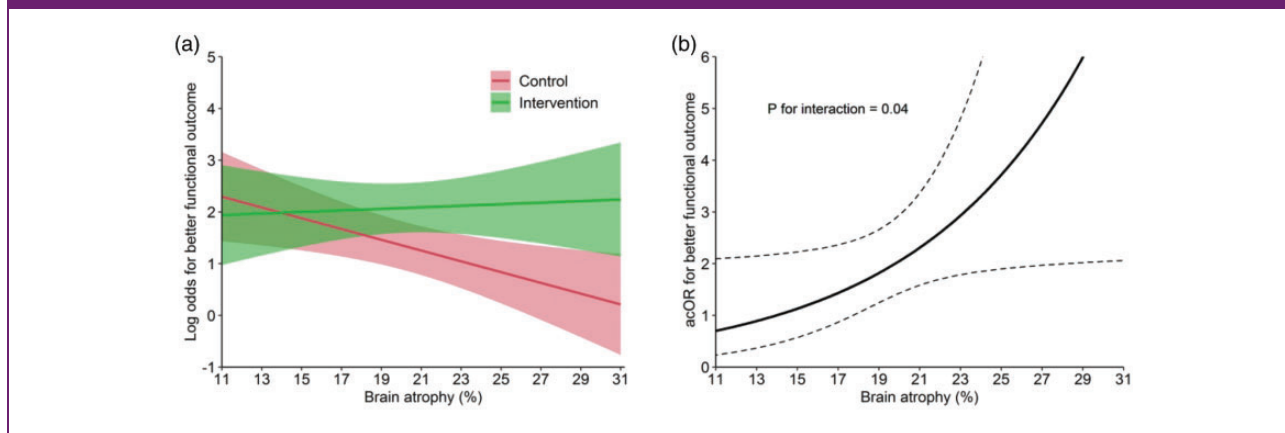 (a)
5
4
3
2
1
0
-1
Log odds for better functional outcome
Control
Intervention
11 13 15 17 19 21 23 25 27 29 31
Brain atrophy (%)
(b)
6
5
4
3
2
1
0
acOR for better functional outcome
P for interaction = 0.04
11 13 15 17 19 21 23 25 27 29 31
Brain atrophy (%)